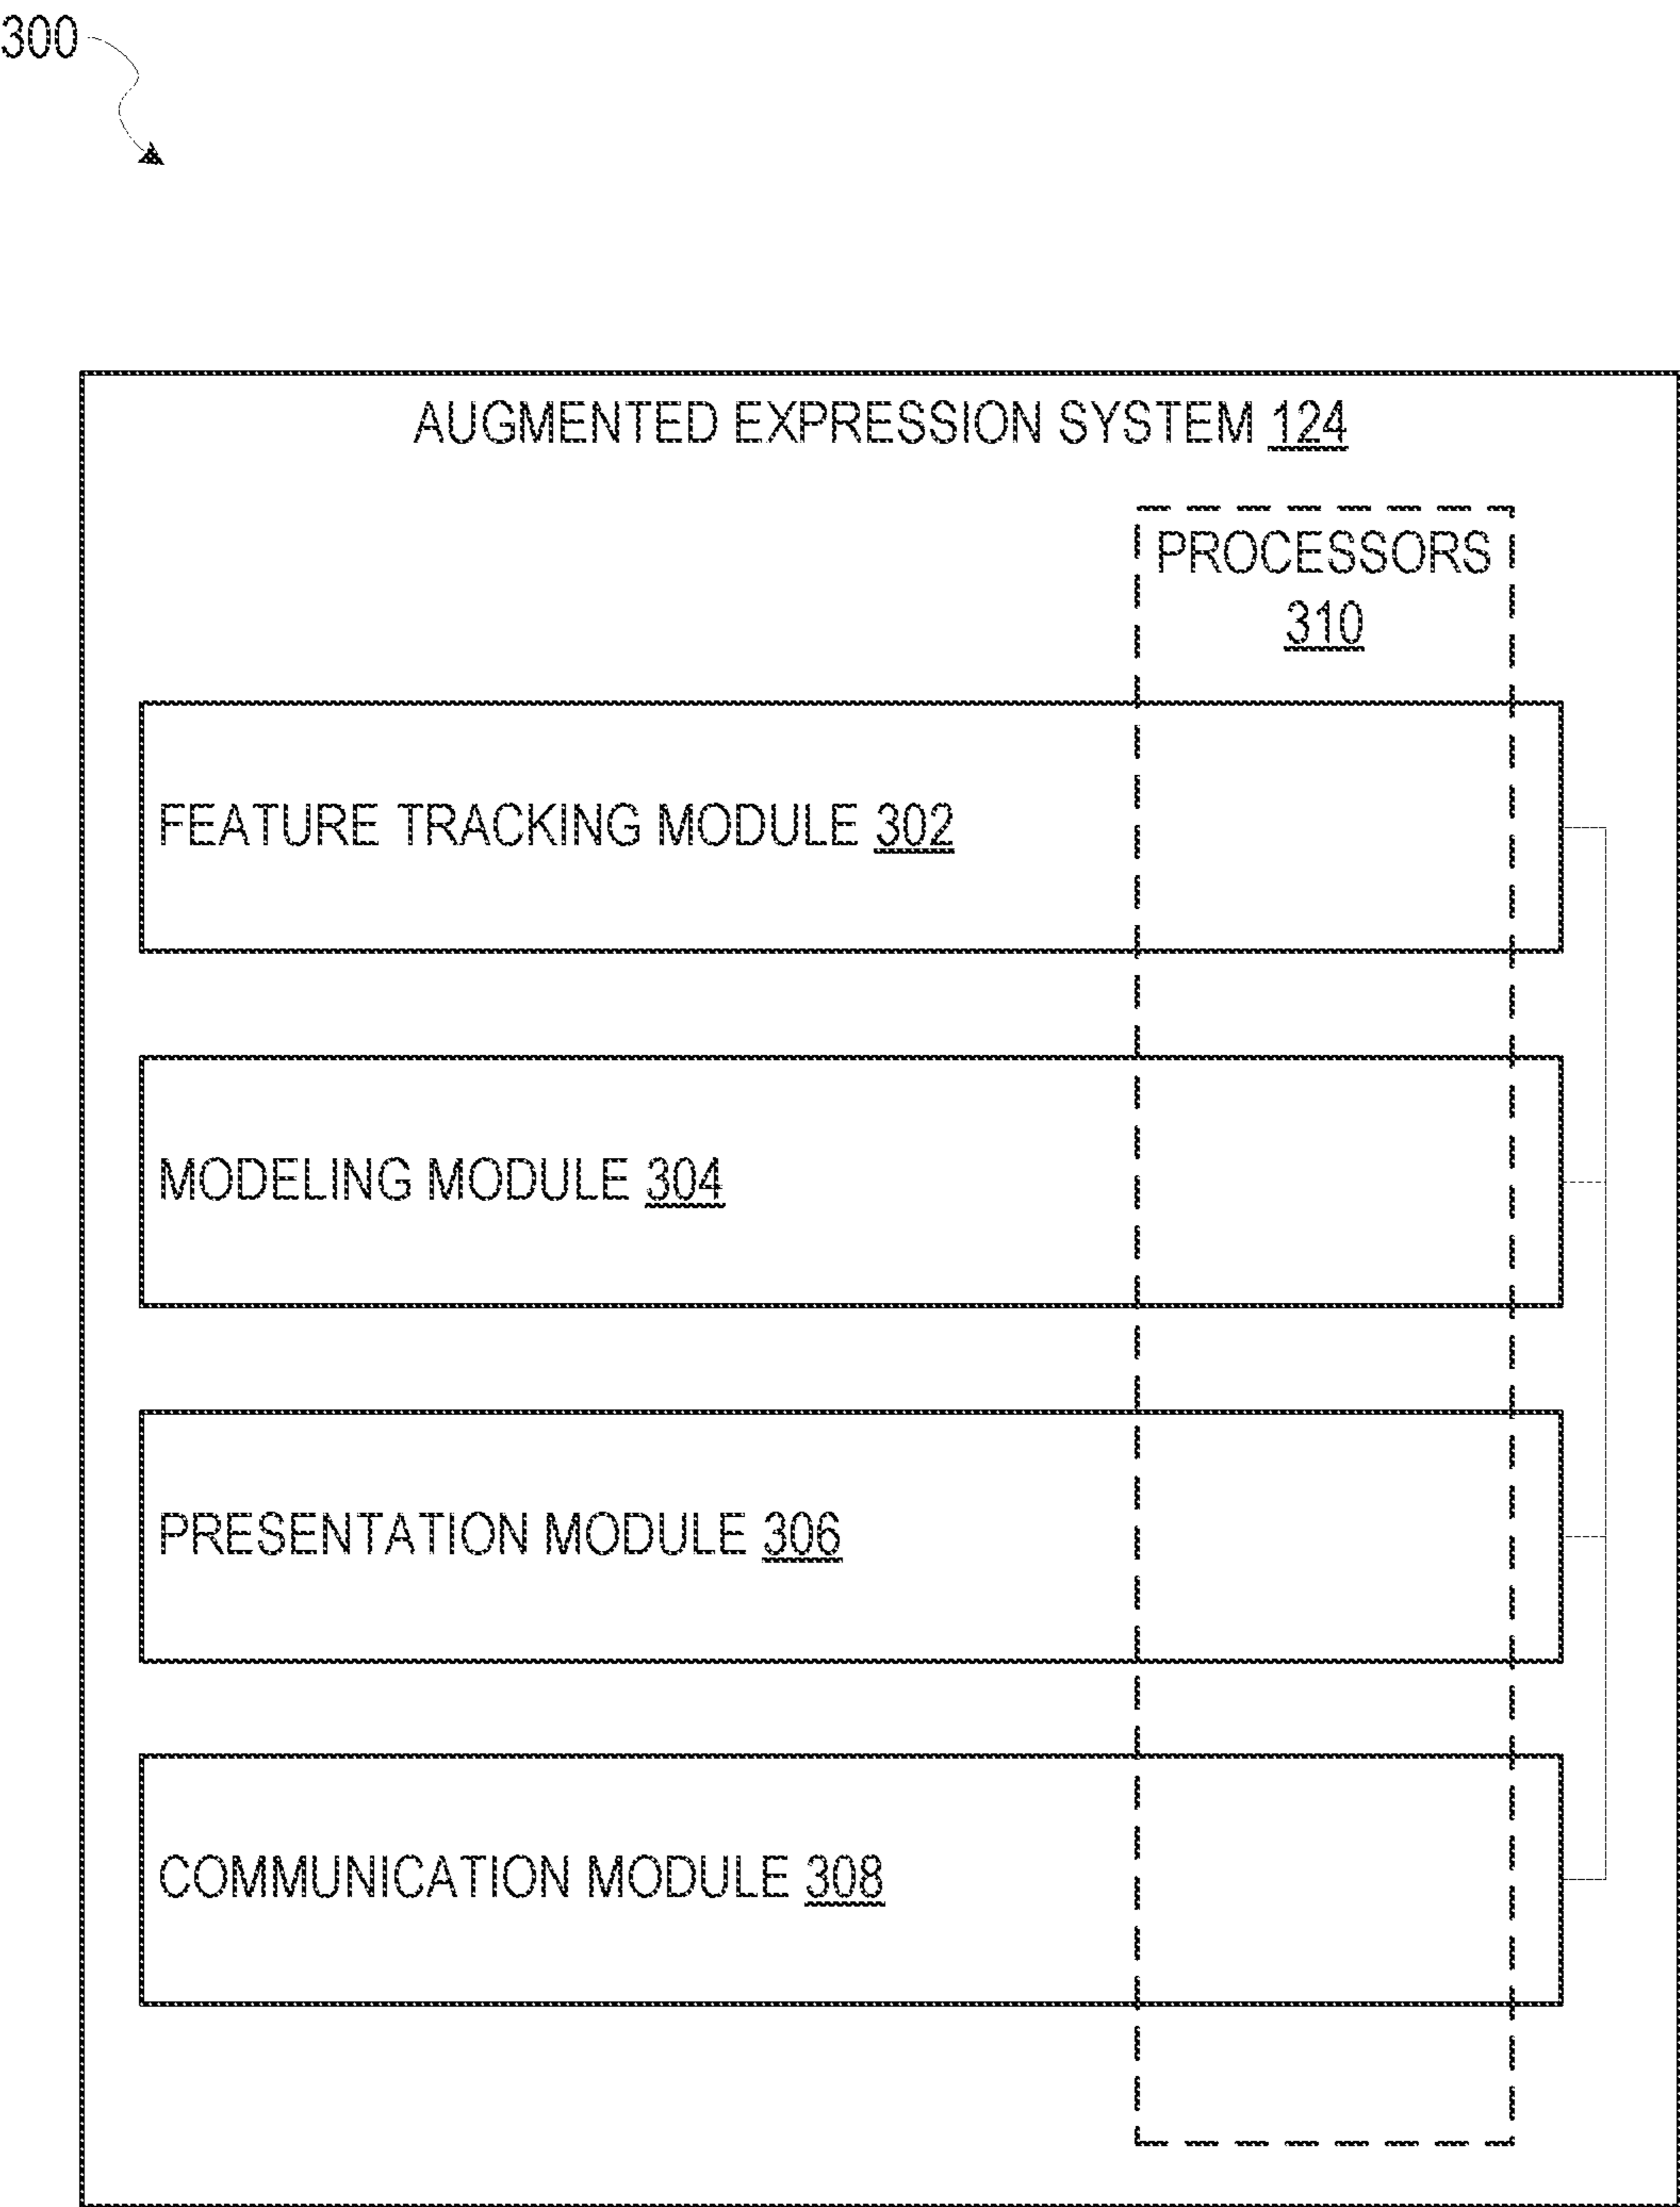 300
AUGMENTED EXPRESSION SYSTEM 124
PROCESSORS
310
FEATURE TRACKING MODULE 302
MODELING MODULE 304
PRESENTATION MODULE 306
COMMUNICATION MODULE 308